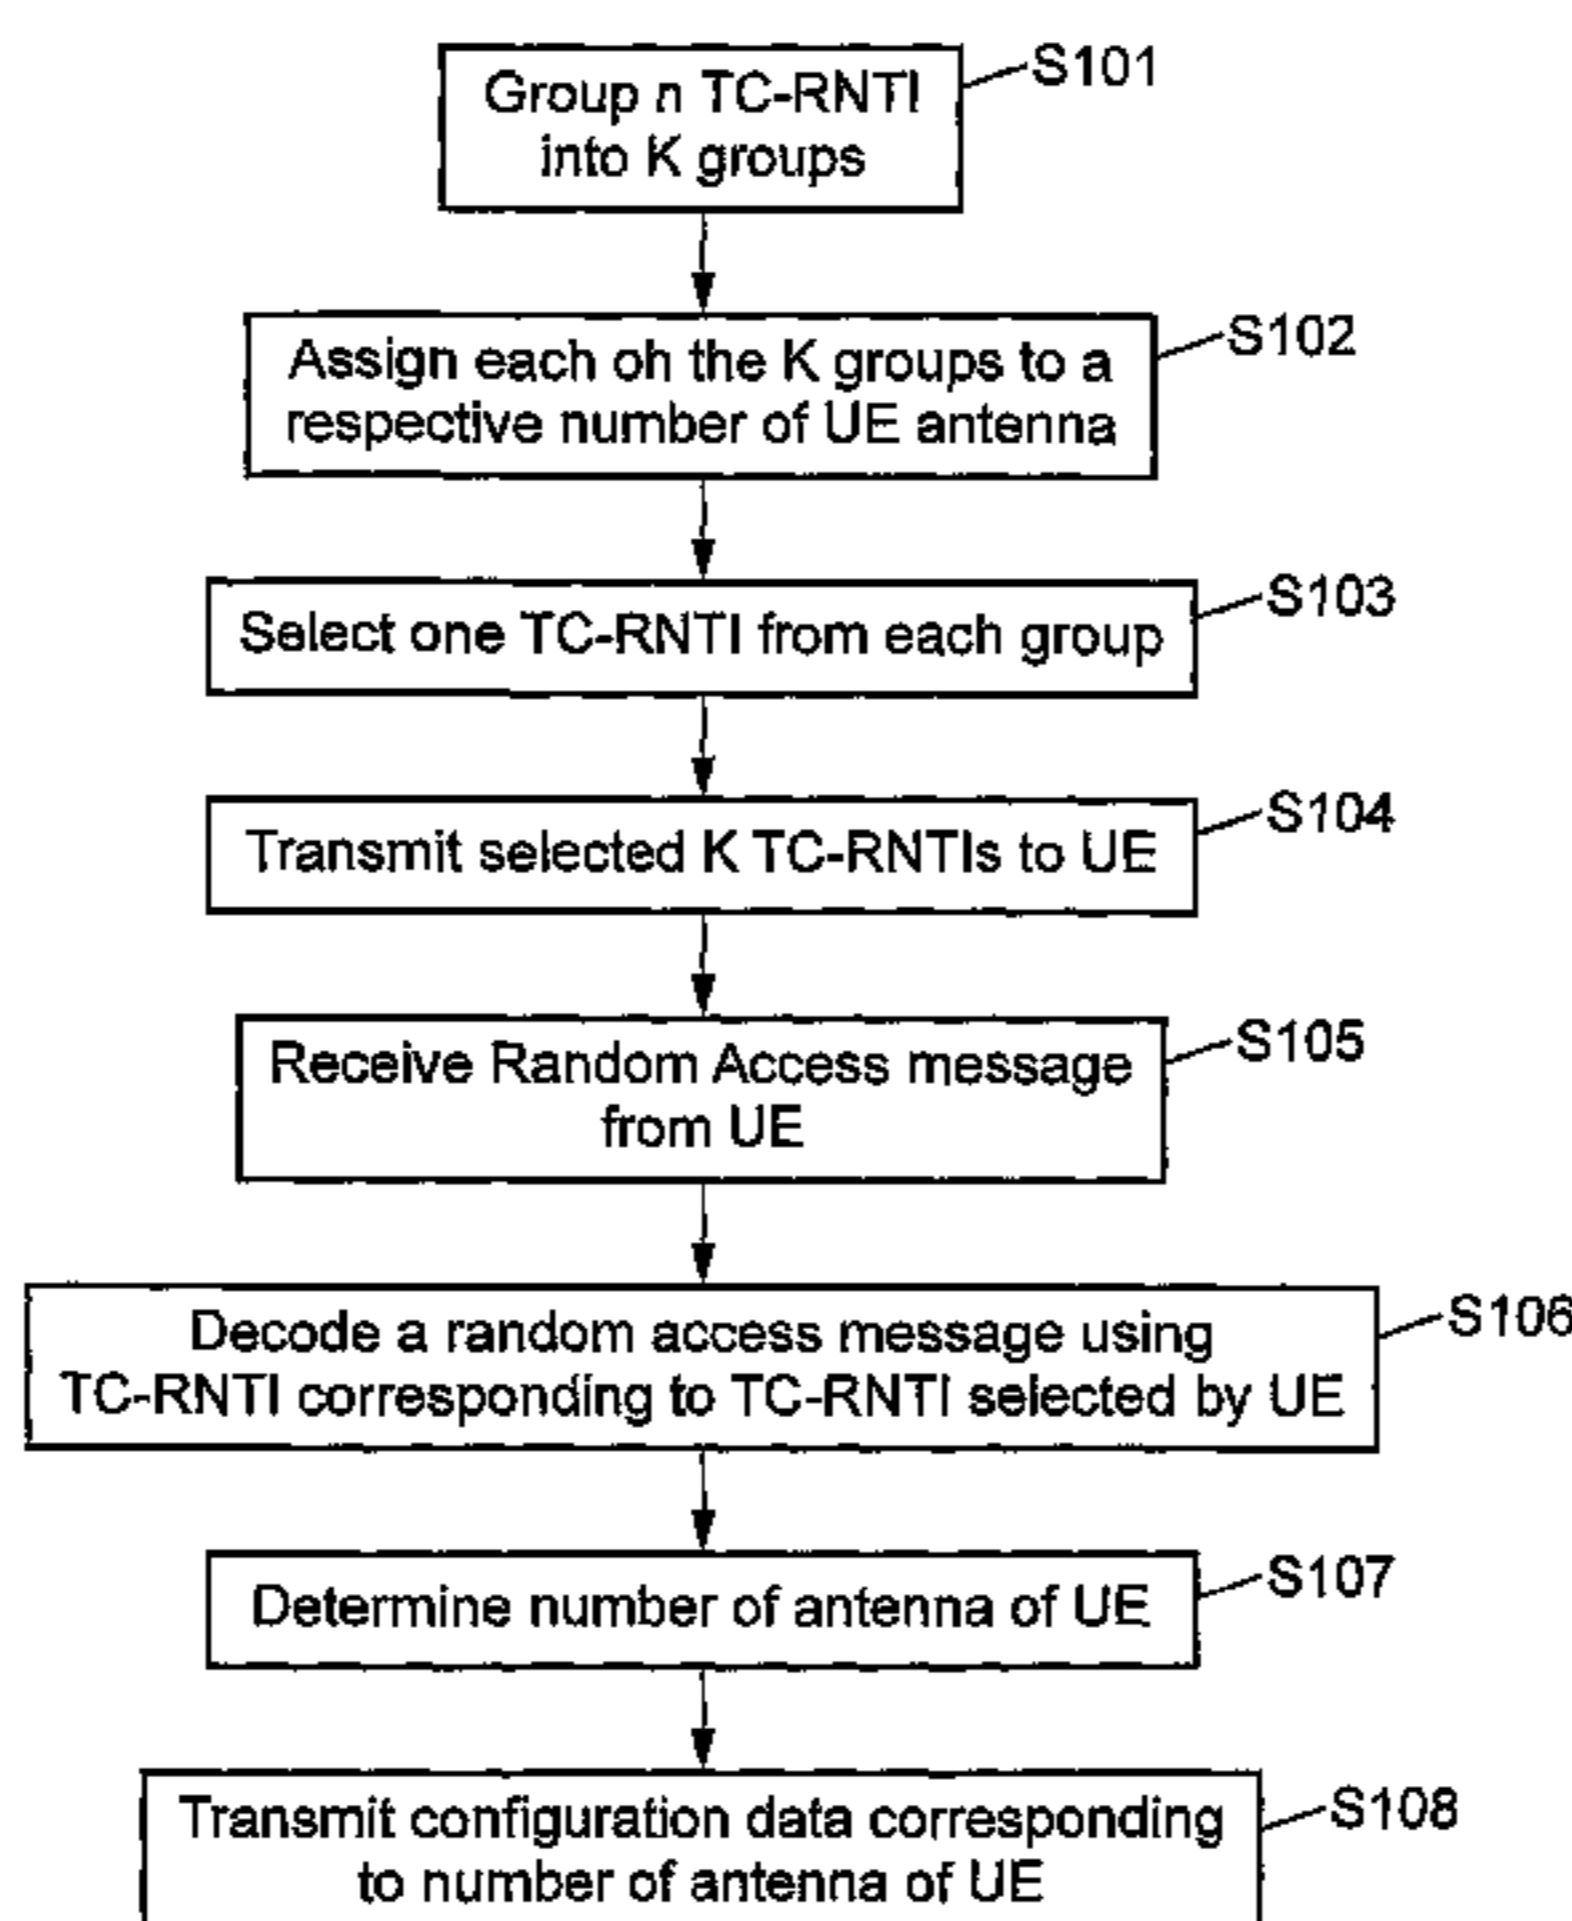 Group n TC-RNTI
into K groups
S101
Assign each oh the K groups to a
respective number of UE antenna
S102
Select one TC-RNTI from each group
S103
Transmit selected K TC-RNTIs to UE
S104
Receive Random Access message
from UE
S105
Decode a random access message using
TC-RNTI corresponding to TC-RNTI selected by UE
S106
Determine number of antenna of UE
S107
Transmit configuration data corresponding
to number of antenna of UE
S108